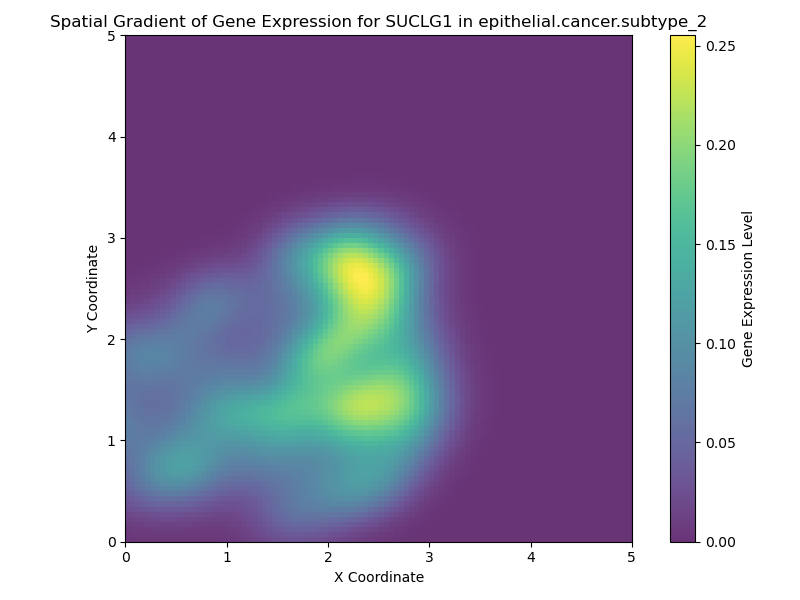 Spatial Gradient of Gene Expression for SUCLG1 in epithelial.cancer.subtype_2
5
4
3
2
1
0
Y Coordinate
0 1 2 3 4 5
X Coordinate
0.25
0.20
0.15
0.10
0.05
0.00
Gene Expression Level